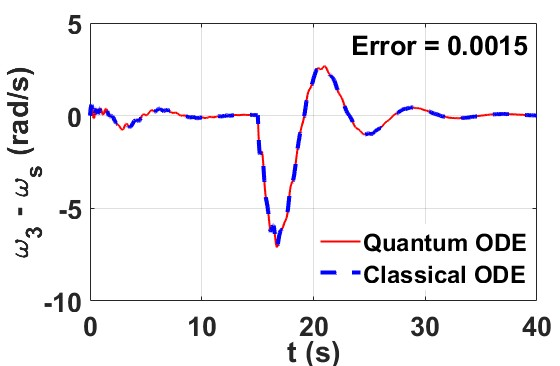 Error = 0.0015
5
0
-5
-10
ω3 - ωs (rad/s)
Quantum ODE
Classical ODE
0 10 20 30 40
t (s)